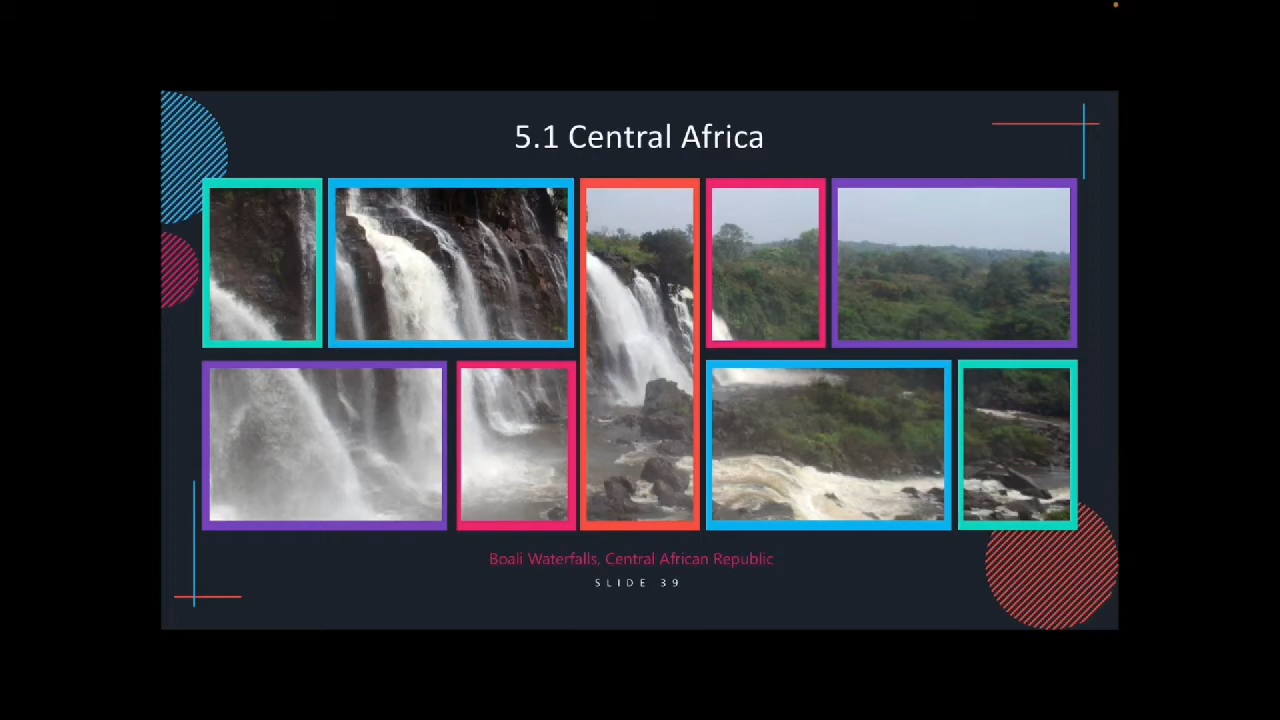 5.1 Central Africa
Boali Waterfalls, Central African Republic
SLIDE 39